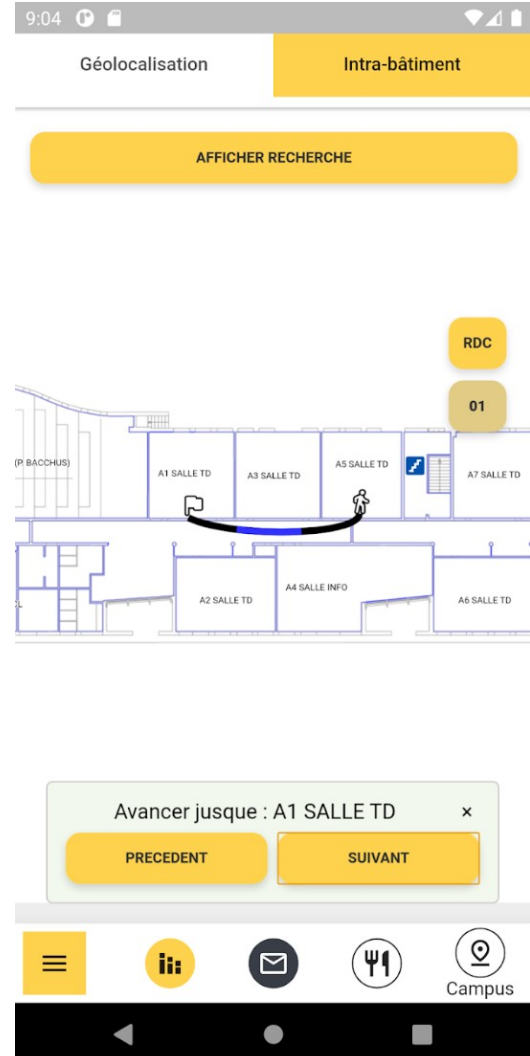 9:04
Géolocalisation
Intra-bâtiment
AFFICHER RECHERCHE
RDC
01
(P. BACCHUS)
A1 SALLE TD
A3 SALLE TD
A5 SALLE TD
A7 SALLE TD
A2 SALLE TD
A4 SALLE INFO
A6 SALLE TD
Avancer jusque : A1 SALLE TD
×
PRECEDENT
SUIVANT
Campus